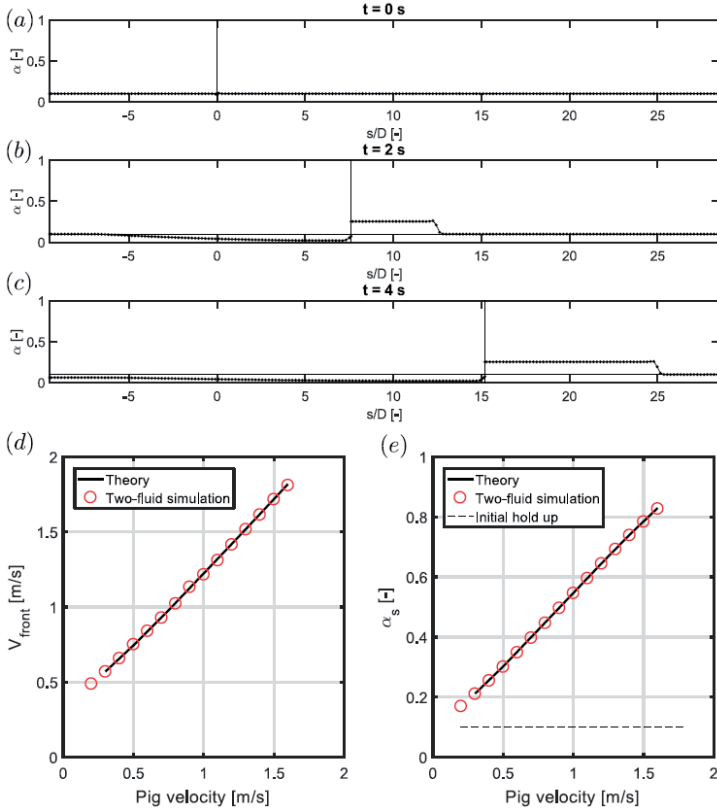 (a)
t = 0 s
1
0.5
0
α [-]
-5 0 5 10 15 20 25
s/D [-]
(b)
t = 2 s
1
0.5
0
α [-]
-5 0 5 10 15 20 25
s/D [-]
(c)
t = 4 s
1
0.5
0
α [-]
-5 0 5 10 15 20 25
s/D [-]
(d)
Theory
Two-fluid simulation
2
1.5
1
0.5
0
V_front [m/s]
0 0.5 1 1.5 2
Pig velocity [m/s]
(e)
Theory
Two-fluid simulation
Initial hold up
1
0.8
0.6
0.4
0.2
0
α_s [-]
0 0.5 1 1.5 2
Pig velocity [m/s]